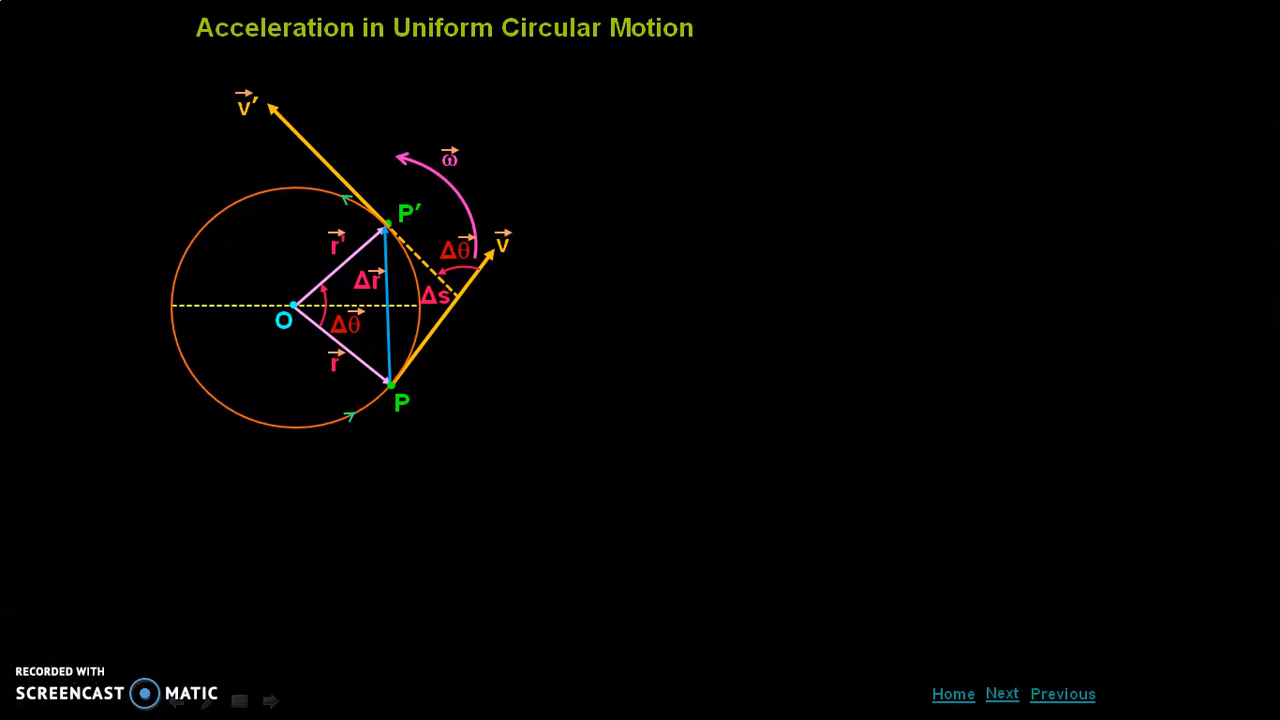 Acceleration in Uniform Circular Motion
v⃗′
ω⃗
P′
v⃗
r⃗'
Δθ⃗
Δr⃗
Δs
O
Δθ⃗
r⃗
P
RECORDED WITH
SCREENCAST MATIC
Home Next Previous